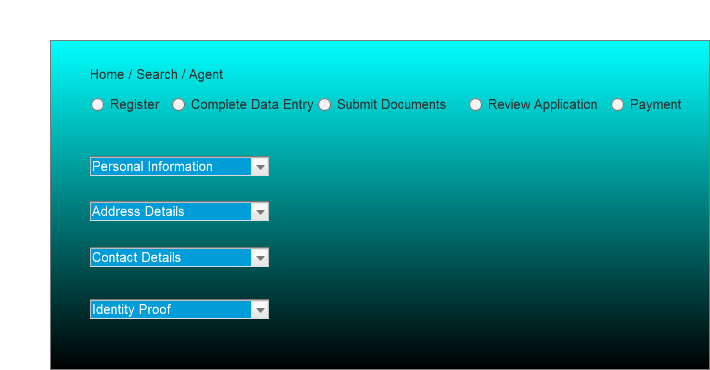 Home / Search / Agent
Register Complete Data Entry Submit Documents Review Application Payment
Personal Information
Address Details
Contact Details
Identity Proof